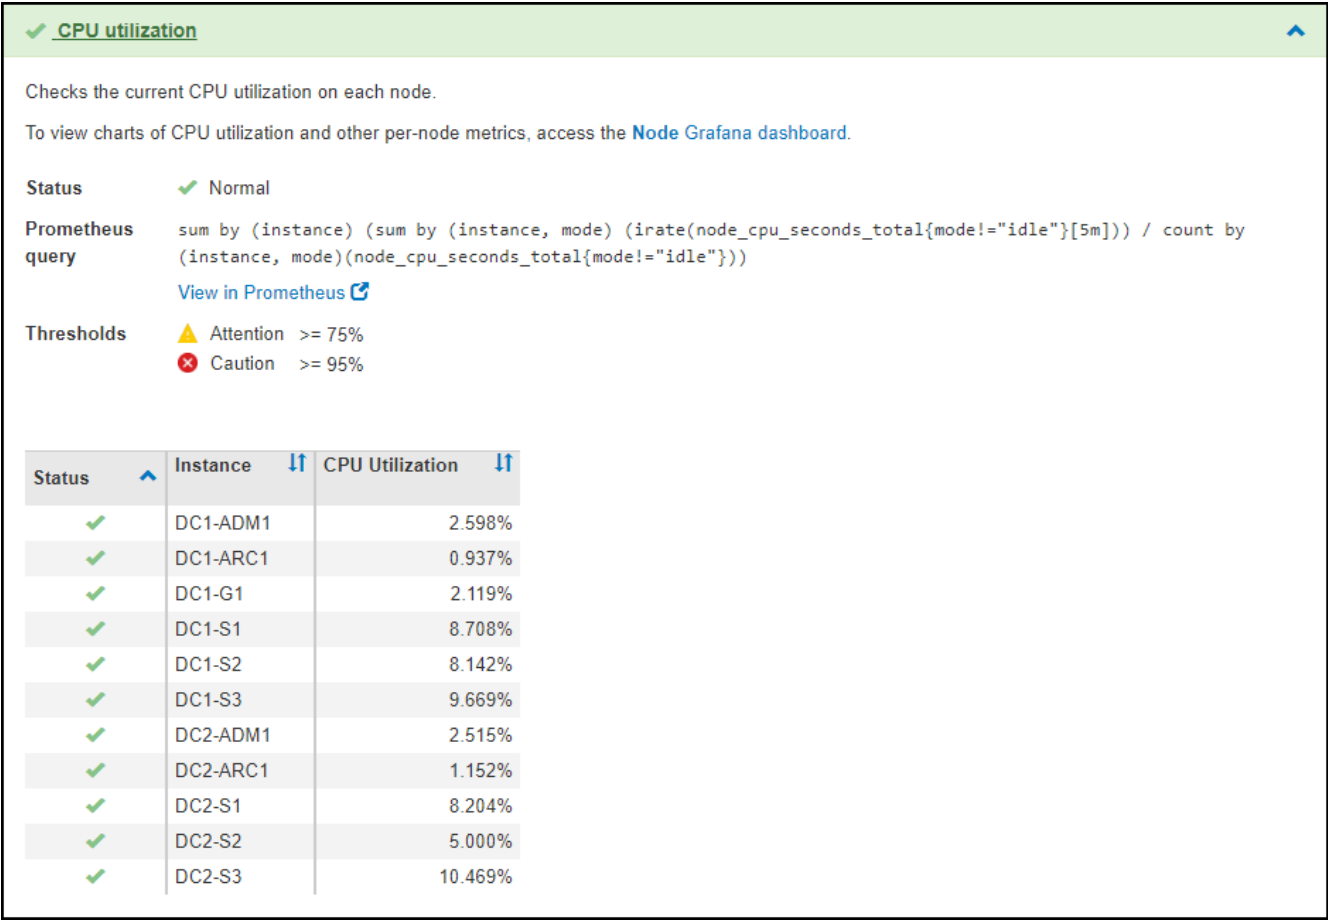 CPU utilization
Checks the current CPU utilization on each node.
To view charts of CPU utilization and other per-node metrics, access the Node Grafana dashboard.
Status Normal
Prometheus query
sum by (instance) (sum by (instance, mode) (irate(node_cpu_seconds_total{mode!="idle"}[5m])) / count by
(instance, mode)(node_cpu_seconds_total{mode!="idle"}))
View in Prometheus
Thresholds Attention >= 75%
Caution >= 95%
Status Instance CPU Utilization
DC1-ADM1 2.598%
DC1-ARC1 0.937%
DC1-G1 2.119%
DC1-S1 8.708%
DC1-S2 8.142%
DC1-S3 9.669%
DC2-ADM1 2.515%
DC2-ARC1 1.152%
DC2-S1 8.204%
DC2-S2 5.000%
DC2-S3 10.469%